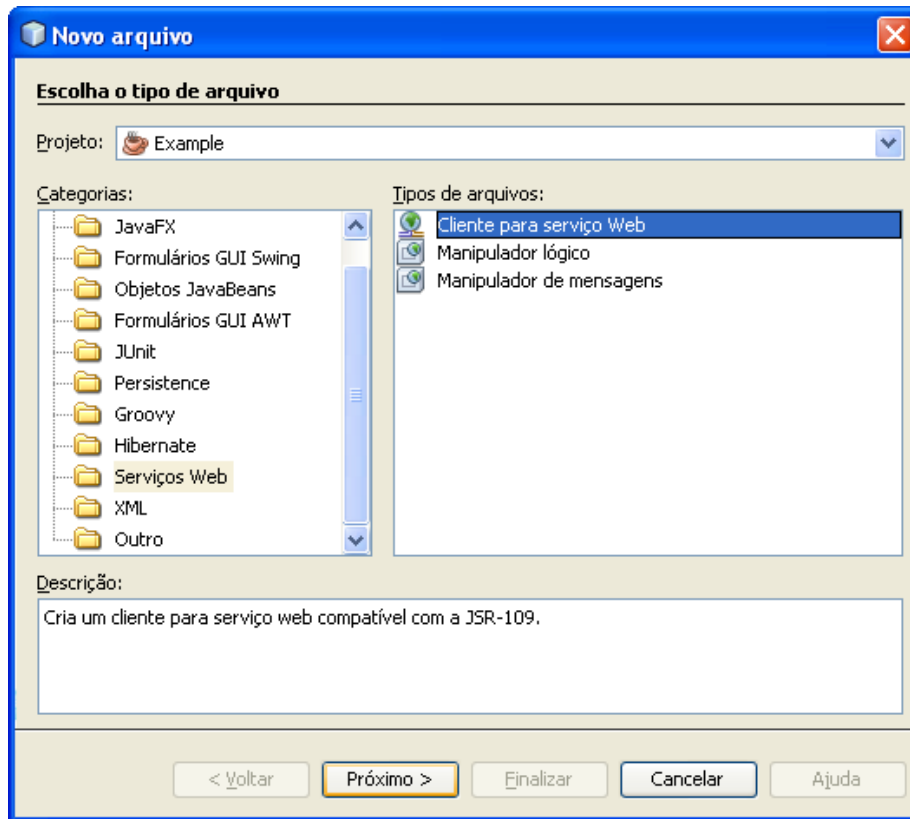 Novo arquivo
Escolha o tipo de arquivo
Projeto: Example
Categorias:
JavaFX
Formulários GUI Swing
Objetos JavaBeans
Formulários GUI AWT
JUnit
Persistence
Groovy
Hibernate
Serviços Web
XML
Outro
Tipos de arquivos:
Cliente para serviço Web
Manipulador lógico
Manipulador de mensagens
Descrição:
Cria um cliente para serviço web compatível com a JSR-109.
< Voltar
Próximo >
Finalizar
Cancelar
Ajuda